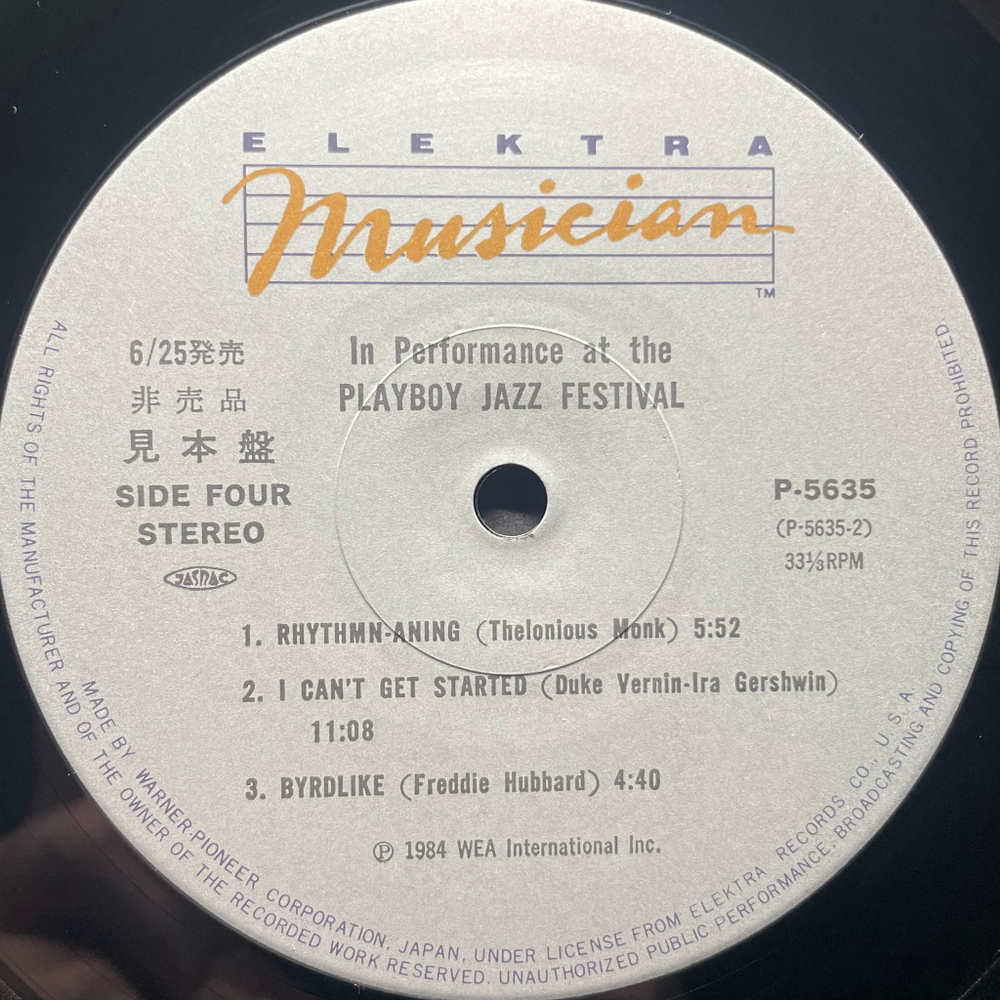 ELEKTRA
Musician
TM
6/25発売
非売品
見本盤
SIDE FOUR
STEREO
JASRAC
In Performance at the
PLAYBOY JAZZ FESTIVAL
P-5635
(P-5635-2)
33⅓RPM
1. RHYTHMN-ANING (Thelonious Monk) 5:52
2. I CAN'T GET STARTED (Duke Vernin-Ira Gershwin)
11:08
3. BYRDLIKE (Freddie Hubbard) 4:40
Ⓟ 1984 WEA International Inc.
MADE BY WARNER-PIONEER CORPORATION, JAPAN, UNDER LICENSE FROM ELEKTRA RECORDS CO., U.S.A.
ALL RIGHTS OF THE MANUFACTURER AND OF THE OWNER OF THE RECORDED WORK RESERVED. UNAUTHORIZED PUBLIC PERFORMANCE, BROADCASTING AND COPYING OF THIS RECORD PROHIBITED.